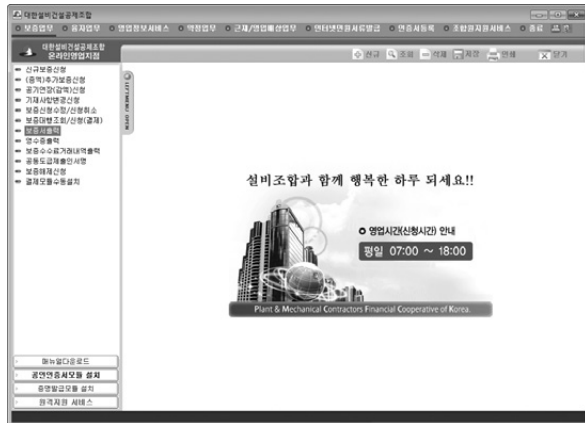 대한설비건설공제조합
보증업무 융자업무 영업정보서비스 약정업무 근재/영업배상업무 인터넷민원서류발급 인증서등록 조합원지원서비스 종료
대한설비건설공제조합
온라인영업지점
신규 조회 삭제 저장 인쇄 닫기
신규보증신청
(증액)추가보증신청
공기연장(감액)신청
기재사항변경신청
보증신청수정/신청취소
보증대행조회/신청(결제)
보증서출력
영수증출력
보증수수료거래내역출력
공동도급제출인서명
보증해제신청
결제모듈수동설치
LEFTMENU OPEN
설비조합과 함께 행복한 하루 되세요!!
영업시간(신청시간) 안내
평일 07:00 ~ 18:00
Plant & Mechanical Contractors Financial Cooperative of Korea.
매뉴얼다운로드
공인인증서모듈 설치
증명발급모듈 설치
원격지원 서비스